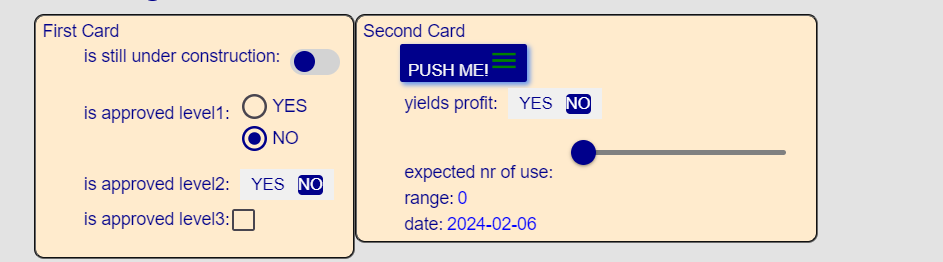 First Card
is still under construction:
is approved level1:
YES
NO
is approved level2: YES NO
is approved level3:
Second Card
PUSH ME!
yields profit: YES NO
expected nr of use:
range: 0
date: 2024-02-06